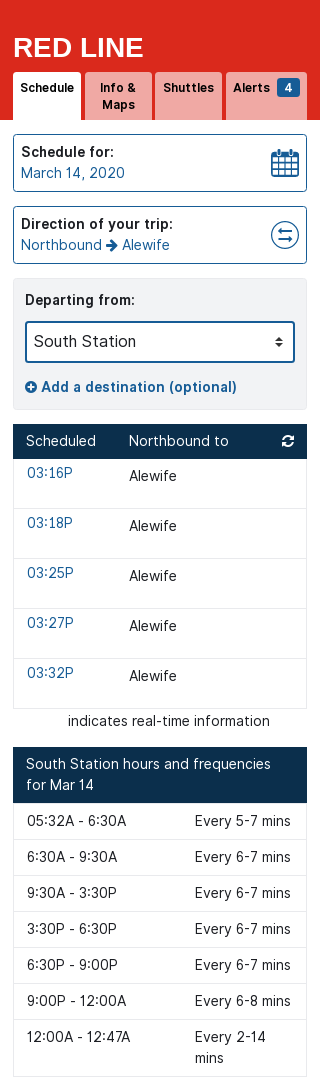 RED LINE
Schedule
Info &
Maps
Shuttles
Alerts 4
Schedule for:
March 14, 2020
Direction of your trip:
Northbound → Alewife
Departing from:
South Station
Add a destination (optional)
Scheduled Northbound to
03:16P Alewife
03:18P Alewife
03:25P Alewife
03:27P Alewife
03:32P Alewife
indicates real-time information
South Station hours and frequencies
for Mar 14
05:32A - 6:30A Every 5-7 mins
6:30A - 9:30A Every 6-7 mins
9:30A - 3:30P Every 6-7 mins
3:30P - 6:30P Every 6-7 mins
6:30P - 9:00P Every 6-7 mins
9:00P - 12:00A Every 6-8 mins
12:00A - 12:47A Every 2-14
mins